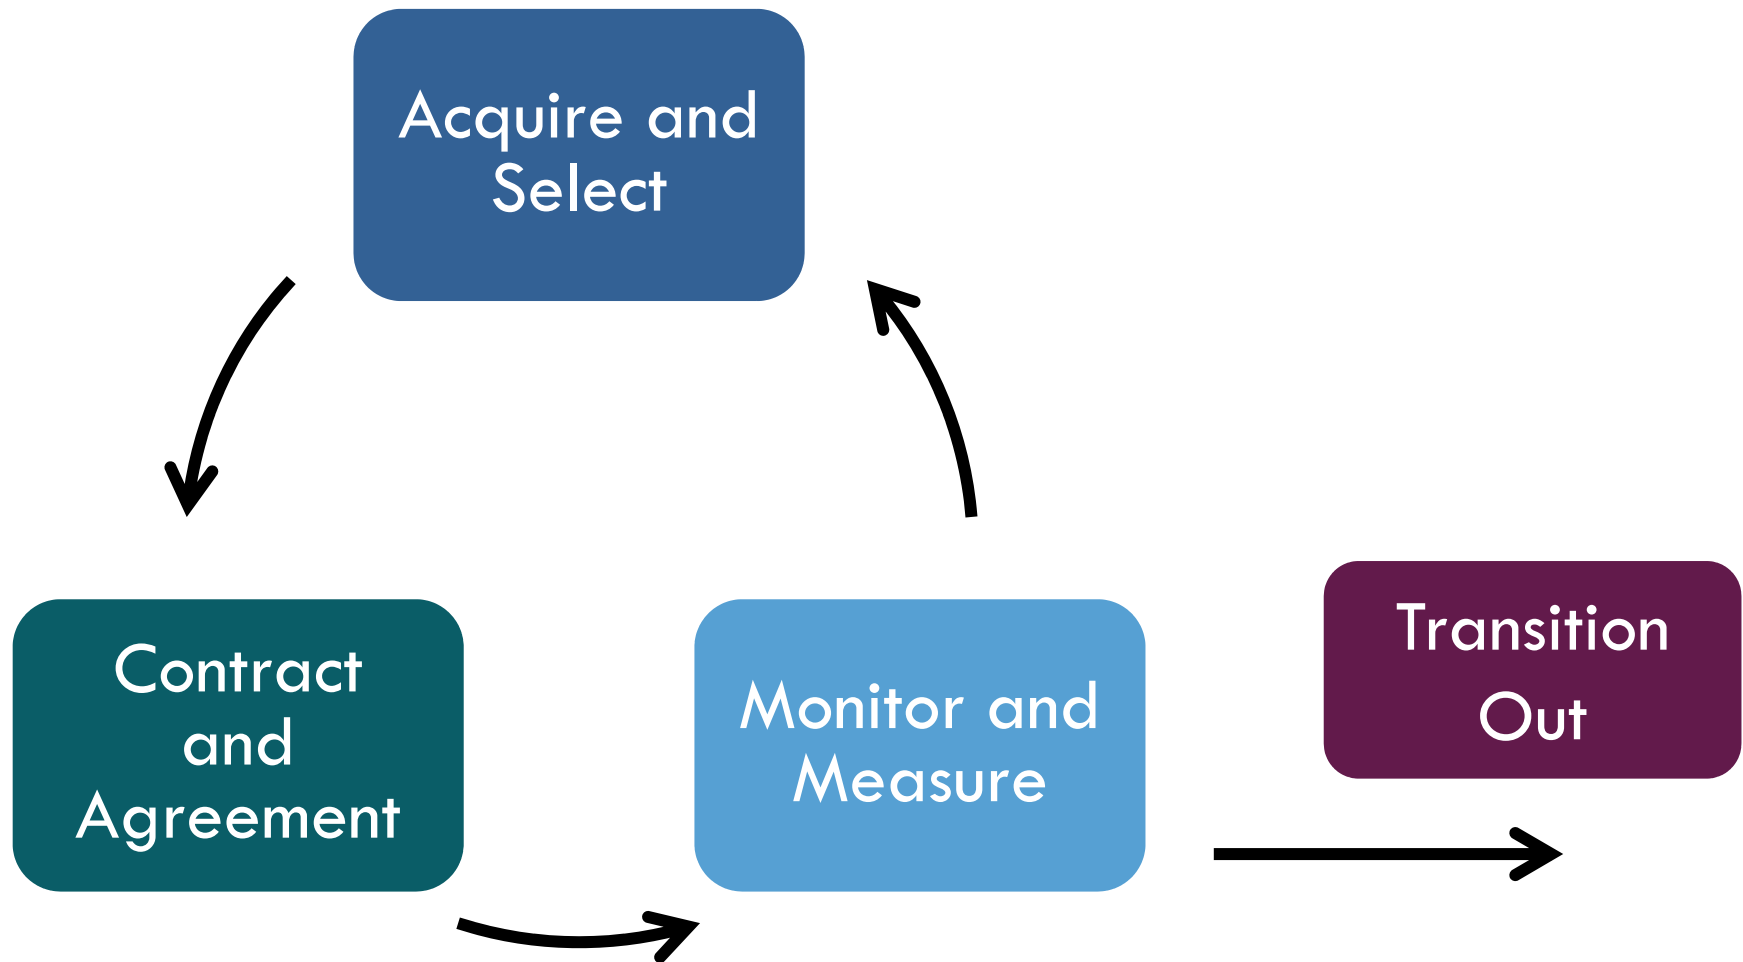 Acquire and
Select
Contract
and
Agreement
Monitor and
Measure
Transition
Out